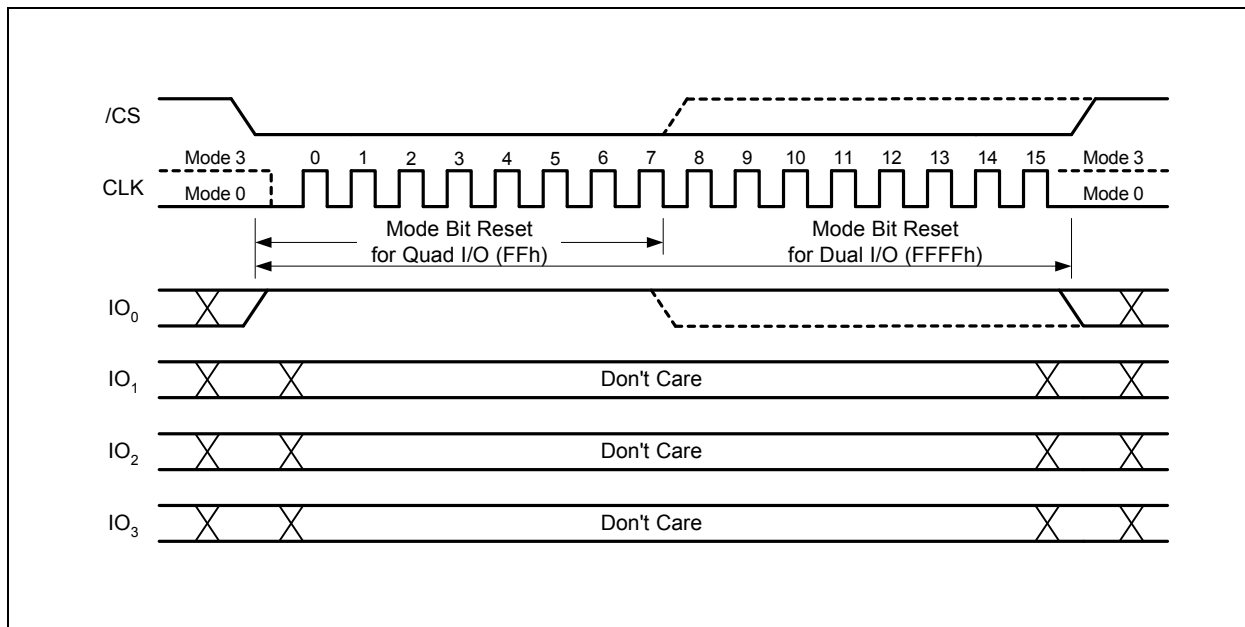 /CS
Mode 3 0 1 2 3 4 5 6 7 8 9 10 11 12 13 14 15 Mode 3
CLK
Mode 0 Mode 0
Mode Bit Reset Mode Bit Reset
for Quad I/O (FFh) for Dual I/O (FFFFh)
IO0
IO1 Don't Care
IO2 Don't Care
IO3 Don't Care